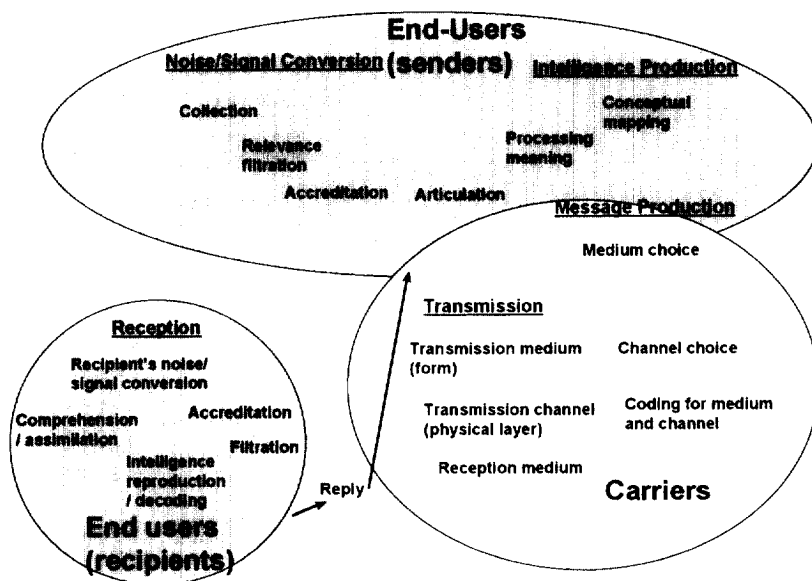 End-Users
(senders)
Noise/Signal Conversion
Intelligence Production
Collection
Relevance
filtration
Accreditation
Articulation
Processing
meaning
Conceptual
mapping
Message Production
Medium choice
Transmission
Transmission medium
(form)
Channel choice
Transmission channel
(physical layer)
Coding for medium
and channel
Reception medium
Carriers
Reception
Recipient's noise/
signal conversion
Comprehension
/ assimilation
Accreditation
Filtration
Intelligence
reproduction
/ decoding
End users
(recipients)
Reply